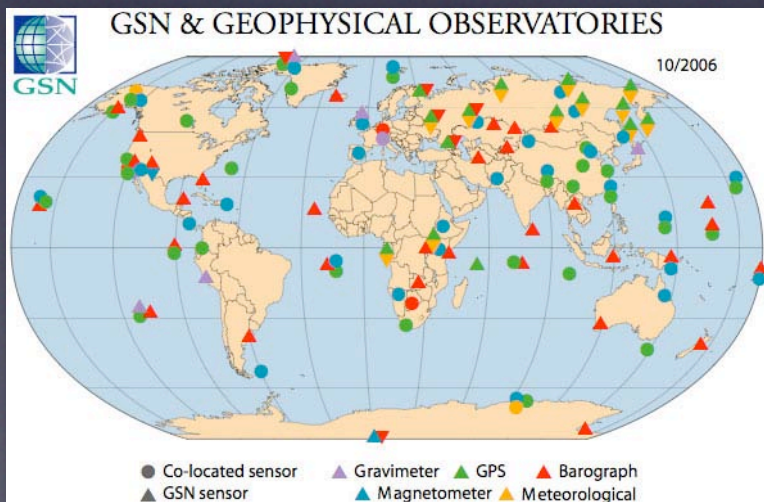 GSN & GEOPHYSICAL OBSERVATORIES
GSN
10/2006
Co-located sensor Gravimeter GPS Barograph
GSN sensor Magnetometer Meteorological